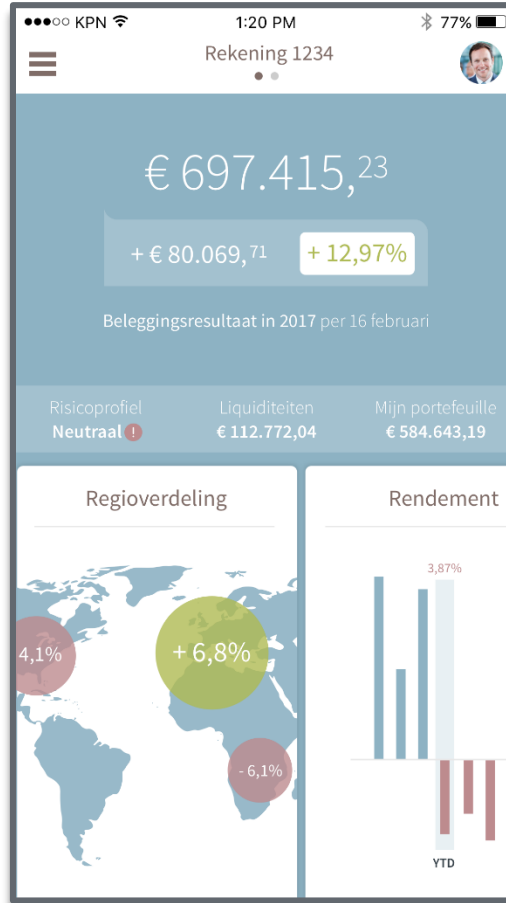 KPN 1:20 PM 77%
Rekening 1234
€ 697.415,23
+ € 80.069,71 + 12,97%
Beleggingsresultaat in 2017 per 16 februari
Risicoprofiel Liquiditeiten Mijn portefeuille
Neutraal ! € 112.772,04 € 584.643,19
Regioverdeling Rendement
3,87%
4,1% + 6,8%
- 6,1%
YTD